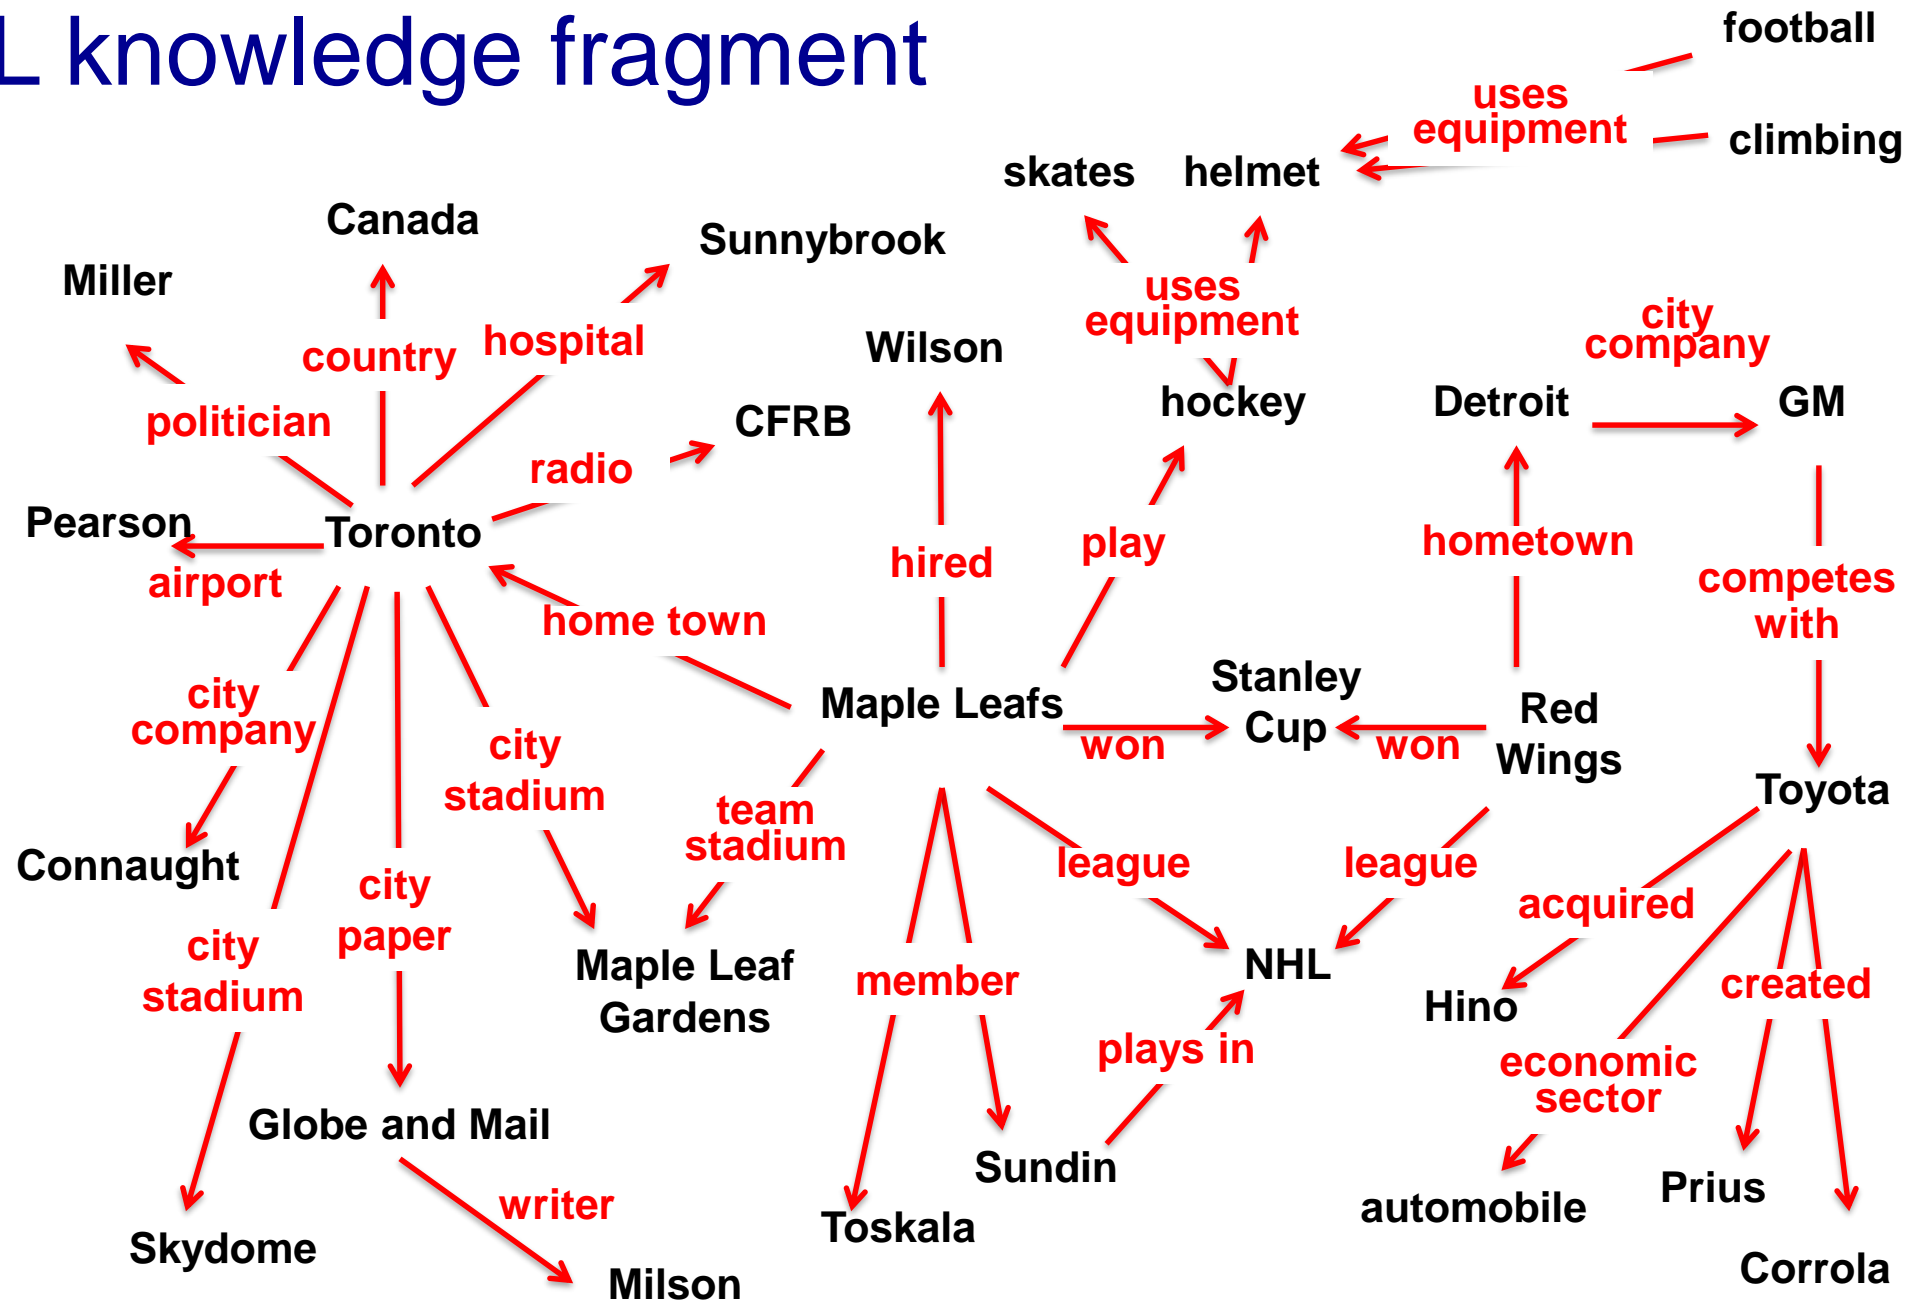 L knowledge fragment
football
uses
equipment
climbing
skates
helmet
Canada
Sunnybrook
Miller
uses
equipment
city
company
country
hospital
Wilson
politician
CFRB
hockey
Detroit
GM
radio
Pearson
Toronto
airport
hired
play
hometown
competes
with
home town
city
company
Maple Leafs
Stanley
Cup
won
won
Red
Wings
city
stadium
team
stadium
Toyota
Connaught
league
league
city
paper
acquired
city
stadium
Maple Leaf
Gardens
member
NHL
Hino
created
plays in
economic
sector
Globe and Mail
Sundin
automobile
Prius
writer
Toskala
Skydome
Milson
Corrola